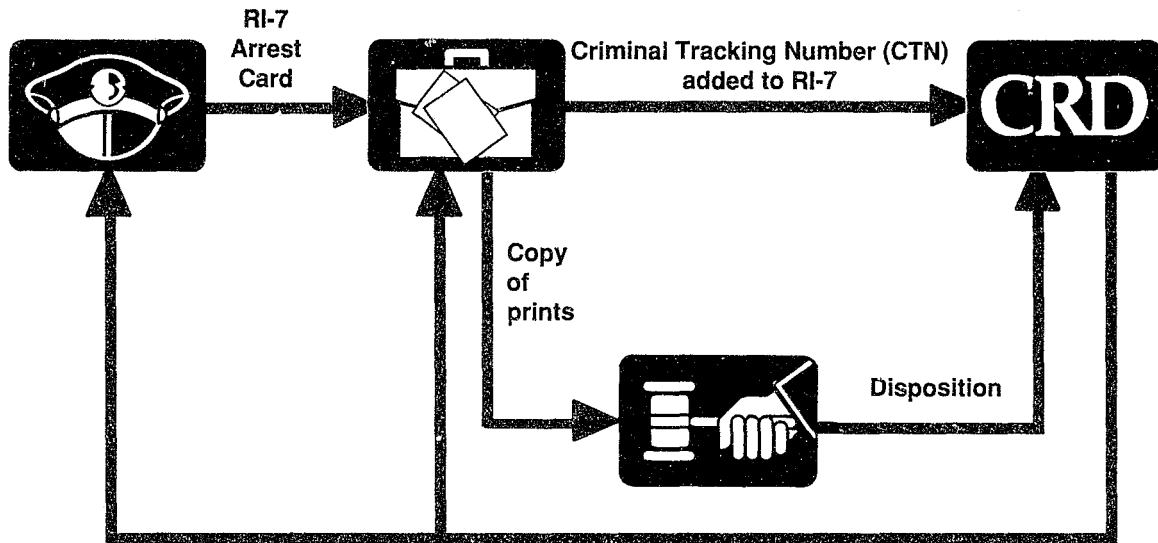 RI-7
Arrest
Card
Criminal Tracking Number (CTN)
added to RI-7
CRD
Copy
of
prints
Disposition